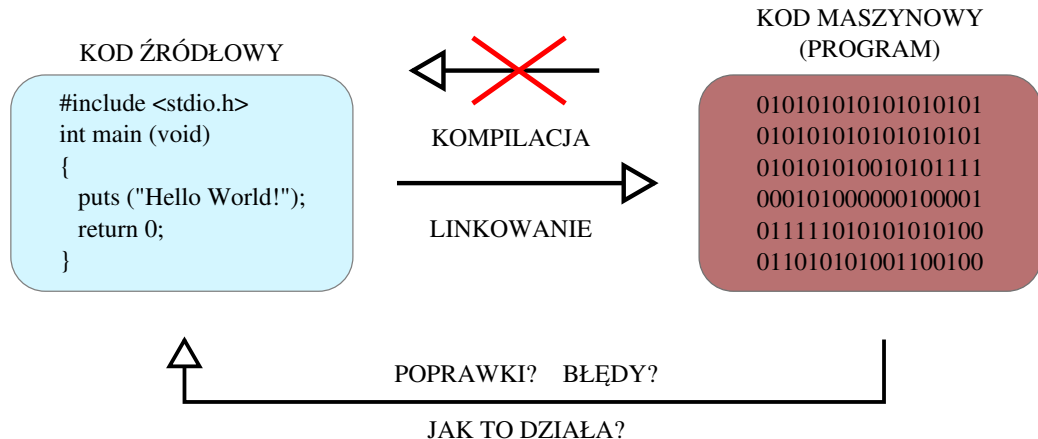 KOD ŹRÓDŁOWY
#include <stdio.h>
int main (void)
{
puts ("Hello World!");
return 0;
}
KOMPILACJA
LINKOWANIE
KOD MASZYNOWY
(PROGRAM)
010101010101010101
010101010101010101
010101010010101111
000101000000100001
011111010101010100
011010101001100100
POPRAWKI? BŁĘDY?
JAK TO DZIAŁA?